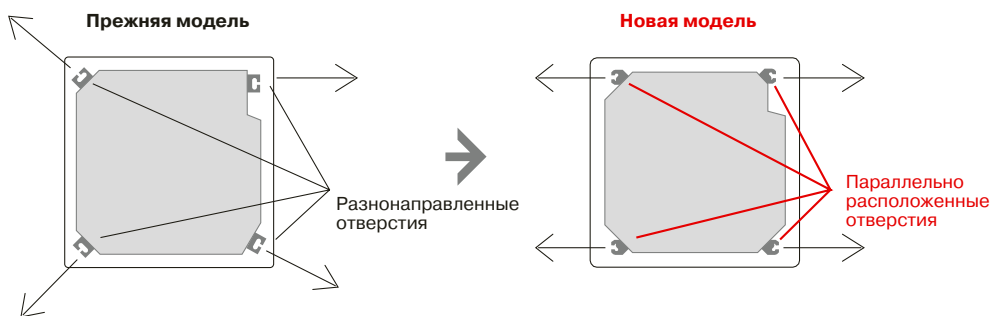 Прежняя модель
Новая модель
Разнонаправленные
отверстия
Параллельно
расположенные
отверстия